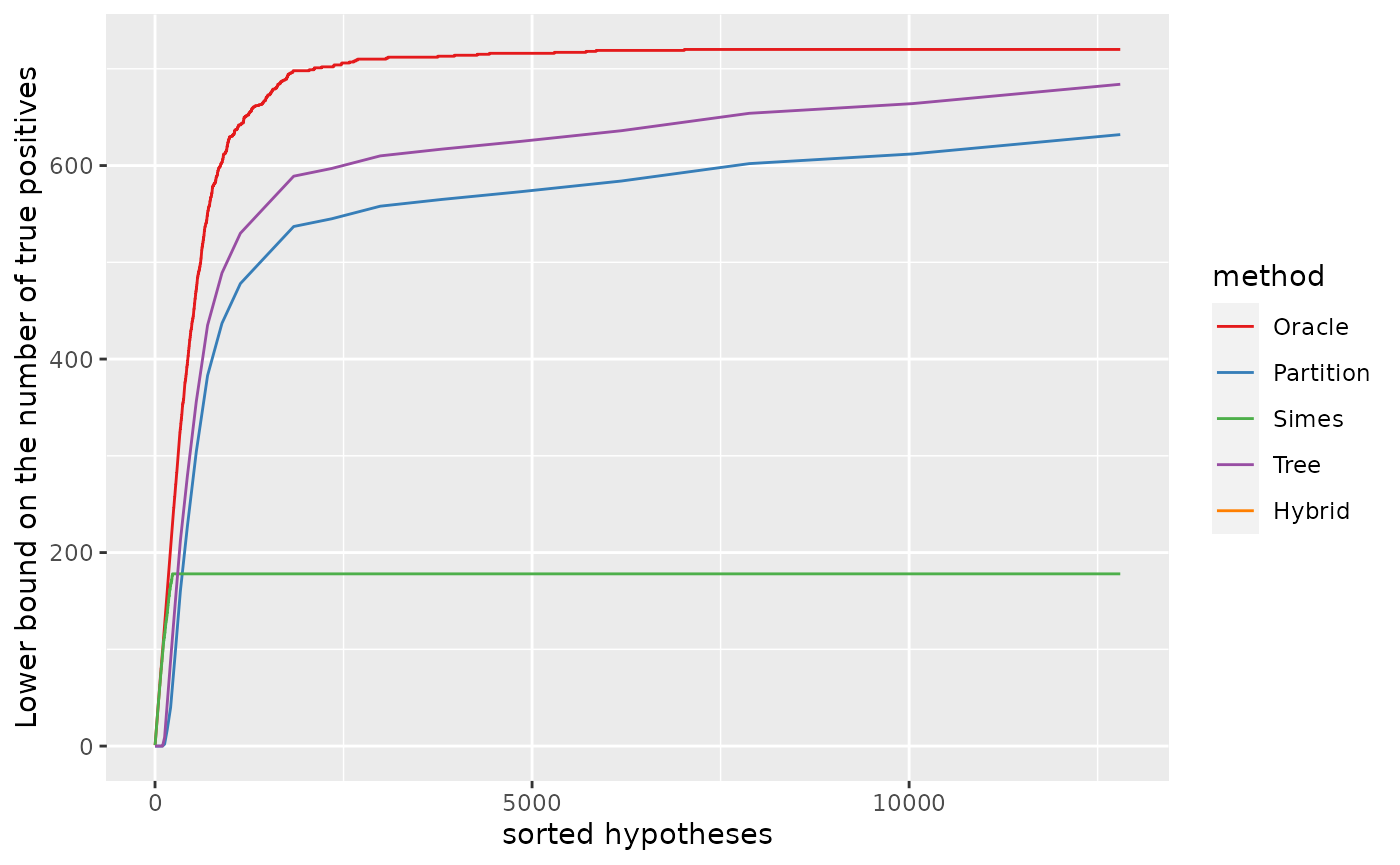 Lower bound on the number of true positives
600
400
200
0
0
5000
10000
sorted hypotheses
method
Oracle
Partition
Simes
Tree
Hybrid